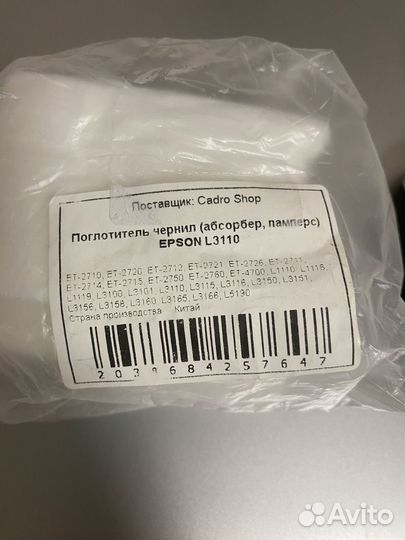 Поставщик: Cadro Shop
Поглотитель чернил (абсорбер, памперс)
EPSON L3110
ET-2710, ET-2720, ET-2712, ET-2721, ET-2726, ET-2711,
ET-2714, ET-2715, ET-2750, ET-2760, ET-4700, L1110, L1118,
L1119, L3100, L3101, L3110, L3115, L3116, L3150, L3151,
L3156, L3158, L3160, L3165, L3166, L5190
Страна производства Китай
2038684257647
Avito